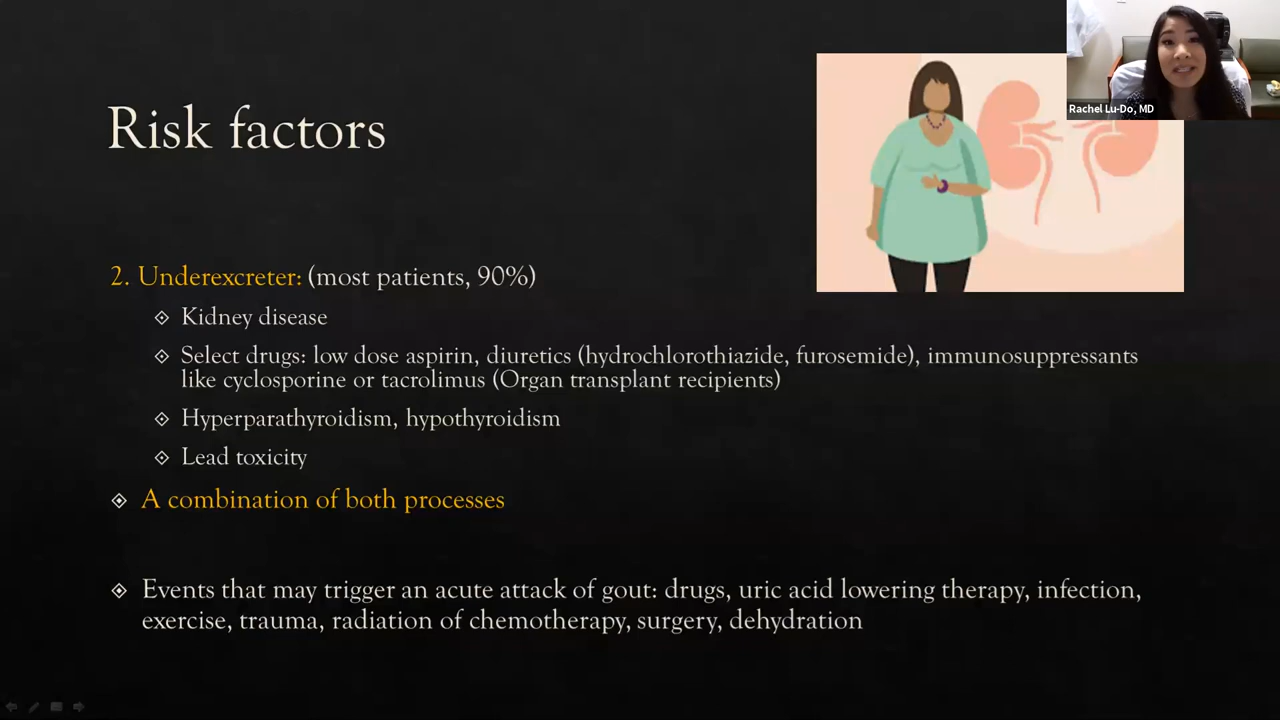 Rachel Lu-Do, MD
Risk factors
2. Underexcreter: (most patients, 90%)
Kidney disease
Select drugs: low dose aspirin, diuretics (hydrochlorothiazide, furosemide), immunosuppressants
like cyclosporine or tacrolimus (Organ transplant recipients)
Hyperparathyroidism, hypothyroidism
Lead toxicity
A combination of both processes
Events that may trigger an acute attack of gout: drugs, uric acid lowering therapy, infection,
exercise, trauma, radiation of chemotherapy, surgery, dehydration